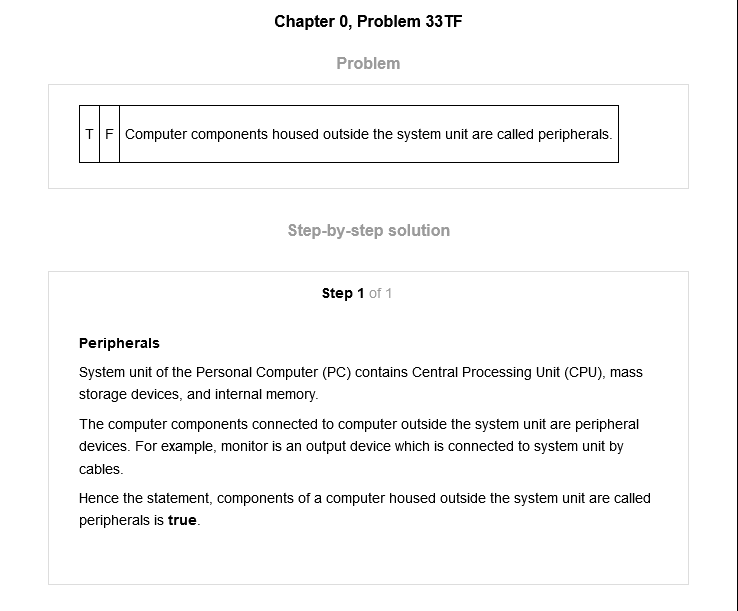 Chapter 0, Problem 33TF
Problem
T F Computer components housed outside the system unit are called peripherals.
Step-by-step solution
Step 1 of 1
Peripherals
System unit of the Personal Computer (PC) contains Central Processing Unit (CPU), mass
storage devices, and internal memory.
The computer components connected to computer outside the system unit are peripheral
devices. For example, monitor is an output device which is connected to system unit by
cables.
Hence the statement, components of a computer housed outside the system unit are called
peripherals is true.